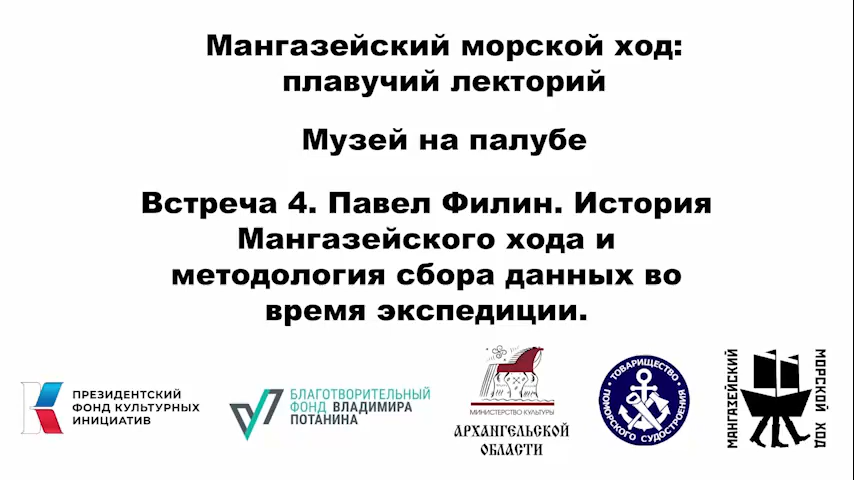 Мангазейский морской ход:
плавучий лекторий
Музей на палубе
Встреча 4. Павел Филин. История
Мангазейского хода и
методология сбора данных во
время экспедиции.
ПРЕЗИДЕНТСКИЙ
ФОНД КУЛЬТУРНЫХ
ИНИЦИАТИВ
БЛАГОТВОРИТЕЛЬНЫЙ
ФОНД ВЛАДИМИРА
ПОТАНИНА
МИНИСТЕРСТВО КУЛЬТУРЫ
АРХАНГЕЛЬСКОЙ
ОБЛАСТИ
ТОВАРИЩЕСТВО
ПОМОРСКОГО СУДОСТРОЕНИЯ
МАНГАЗЕЙСКИЙ
МОРСКОЙ ХОД